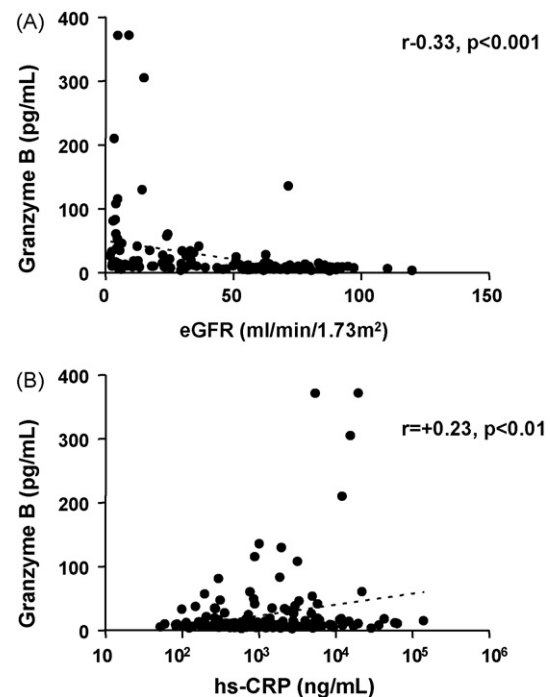 (A)
r-0.33, p<0.001
Granzyme B (pg/mL)
400
300
200
100
0
0 50 100 150
eGFR (ml/min/1.73m²)
(B)
r=+0.23, p<0.01
Granzyme B (pg/mL)
400
300
200
100
0
10 10² 10³ 10⁴ 10⁵ 10⁶
hs-CRP (ng/mL)